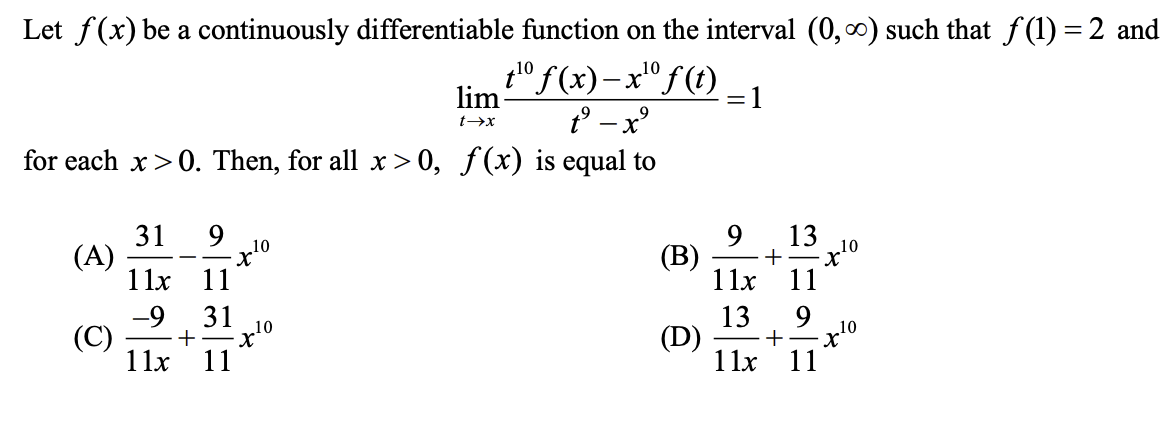 Let f(x) be a continuously differentiable function on the interval (0,∞) such that f(1) = 2 and
lim_{t→x} \frac{t^{10} f(x) − x^{10} f(t)}{t^9 − x^9} = 1
for each x > 0. Then, for all x > 0, f(x) is equal to
(A) \frac{31}{11x} − \frac{9}{11} x^{10} (B) \frac{9}{11x} + \frac{13}{11} x^{10}
(C) \frac{−9}{11x} + \frac{31}{11} x^{10} (D) \frac{13}{11x} + \frac{9}{11} x^{10}